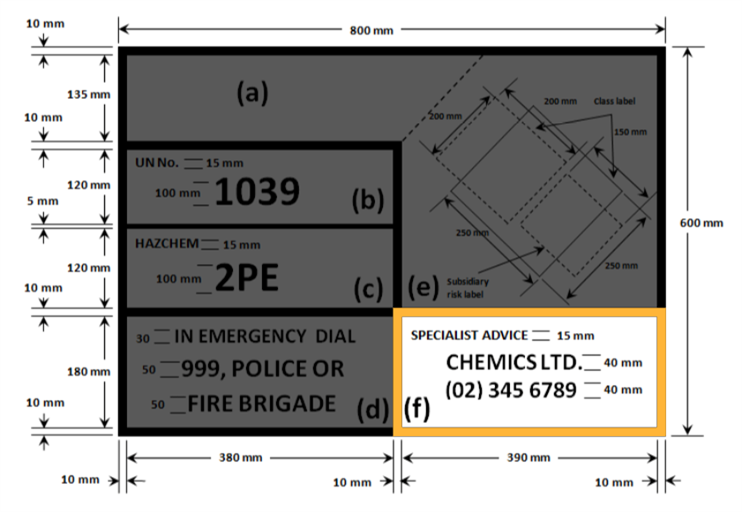 10 mm
800 mm
135 mm
(a)
200 mm
200 mm
Class label
150 mm
10 mm
UN No. 15 mm
120 mm
100 mm 1039 (b)
5 mm
600 mm
HAZCHEM 15 mm
250 mm
120 mm
100 mm 2PE (c)
250 mm
(e)
Subsidiary
risk label
10 mm
30 IN EMERGENCY DIAL
50 999, POLICE OR
50 FIRE BRIGADE (d)
180 mm
SPECIALIST ADVICE 15 mm
CHEMICS LTD. 40 mm
(02) 345 6789 40 mm
(f)
10 mm
380 mm
390 mm
10 mm
10 mm
10 mm